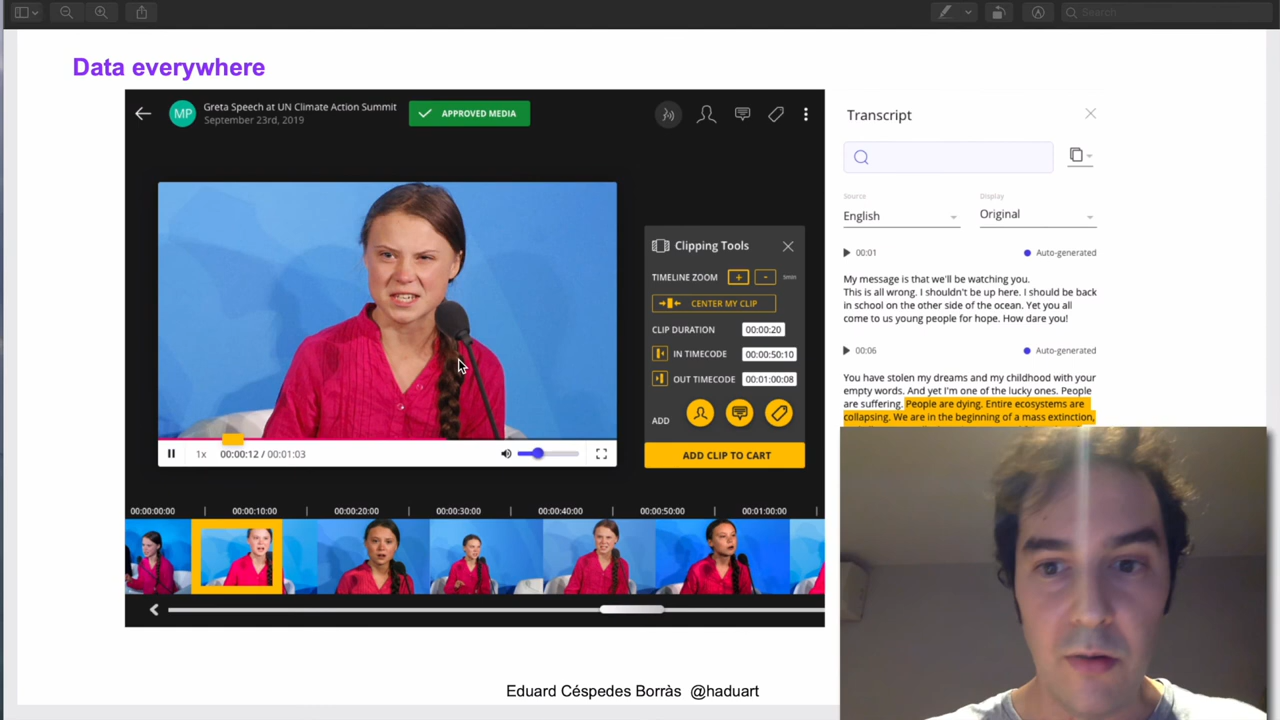 Search
Data everywhere
MP
Greta Speech at UN Climate Action Summit
September 23rd, 2019
APPROVED MEDIA
Clipping Tools
TIMELINE ZOOM + - 5min
CENTER MY CLIP
CLIP DURATION 00:00:20
IN TIMECODE 00:00:50:10
OUT TIMECODE 00:01:00:08
ADD
ADD CLIP TO CART
1x 00:00:12 / 00:01:03
00:00:00:00 00:00:10:00 00:00:20:00 00:00:30:00 00:00:40:00 00:00:50:00 00:01:00:00
Transcript
Source Display
English Original
00:01 Auto-generated
My message is that we'll be watching you.
This is all wrong. I shouldn't be up here. I should be back
in school on the other side of the ocean. Yet you all
come to us young people for hope. How dare you!
00:06 Auto-generated
You have stolen my dreams and my childhood with your
empty words. And yet I'm one of the lucky ones. People
are suffering. People are dying. Entire ecosystems are
collapsing. We are in the beginning of a mass extinction,
Eduard Céspedes Borràs @haduart